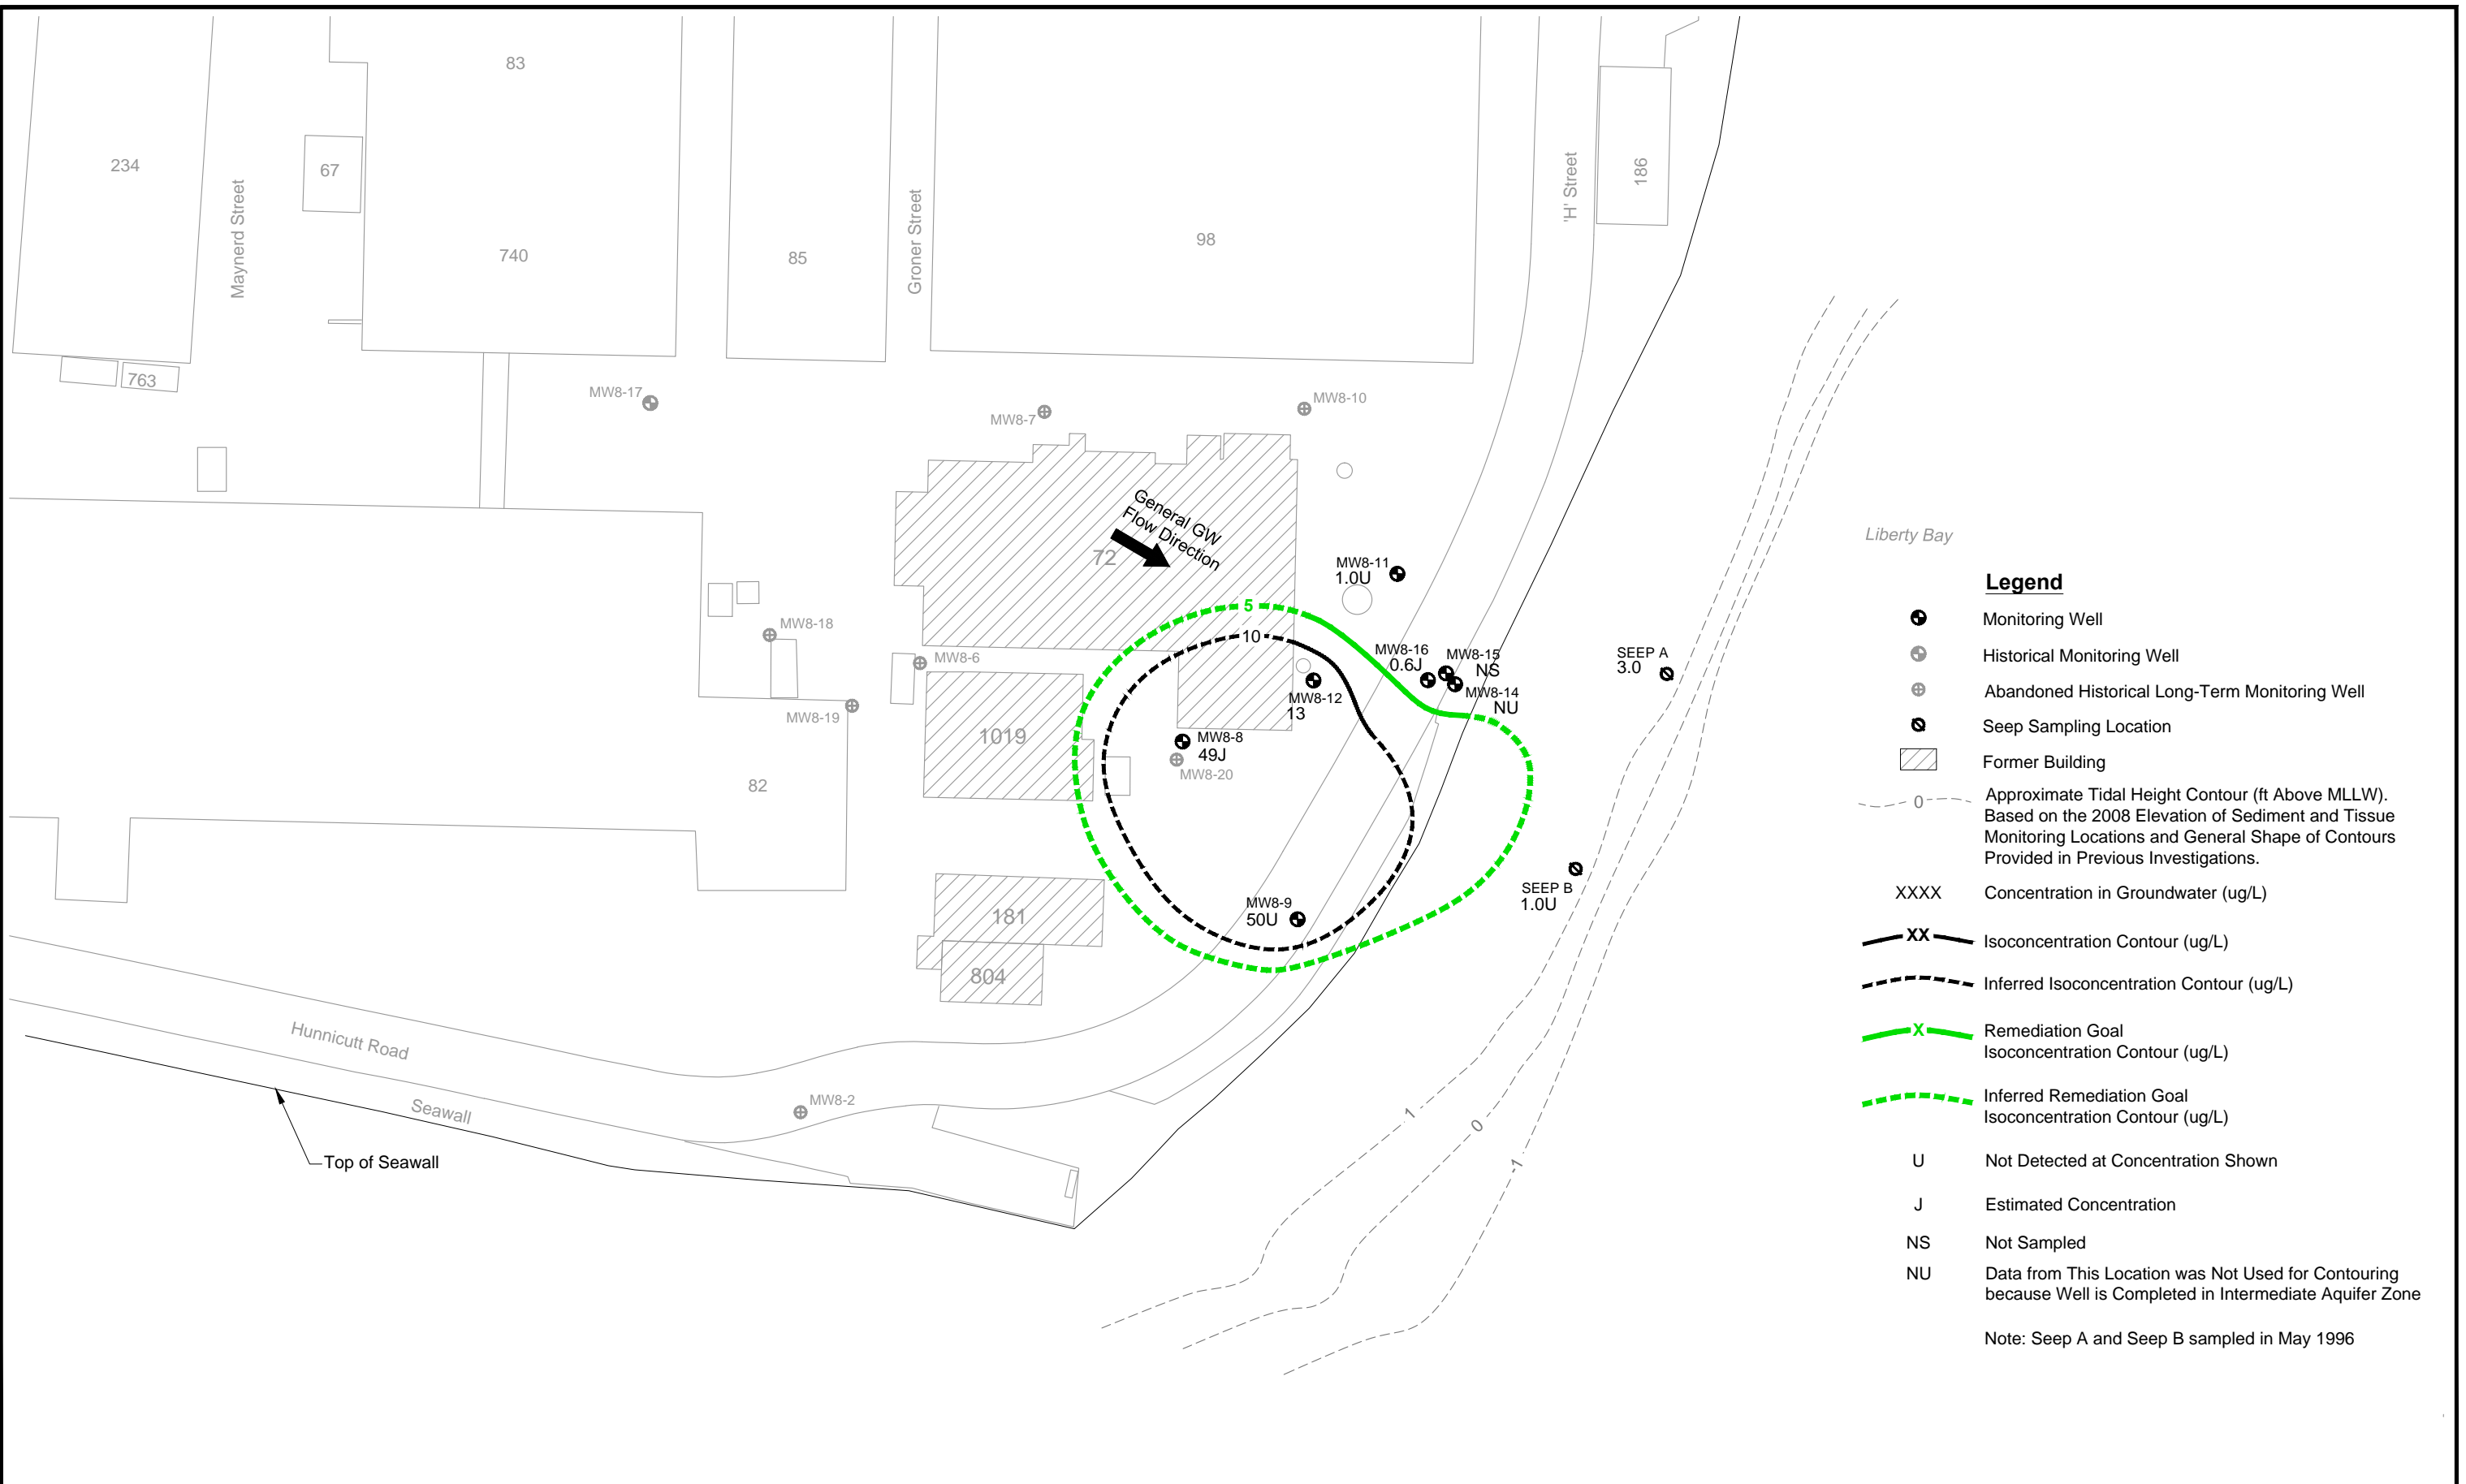 83
234
67
Maynerd Street
740
85
Groner Street
98
'H' Street
186
763
MW8-17
MW8-7
MW8-10
General GW
Flow Direction
72
MW8-11
1.0U
5
10
MW8-18
MW8-6
MW8-19
1019
82
MW8-16
0.6J
MW8-15
NS
MW8-14
NU
MW8-12
13
MW8-8
49J
MW8-20
SEEP A
3.0
SEEP B
1.0U
MW8-9
50U
181
804
Hunnicutt Road
Seawall
MW8-2
Top of Seawall
1
0
-1
Liberty Bay
Legend
Monitoring Well
Historical Monitoring Well
Abandoned Historical Long-Term Monitoring Well
Seep Sampling Location
Former Building
0 Approximate Tidal Height Contour (ft Above MLLW).
Based on the 2008 Elevation of Sediment and Tissue
Monitoring Locations and General Shape of Contours
Provided in Previous Investigations.
XXXX Concentration in Groundwater (ug/L)
XX Isoconcentration Contour (ug/L)
Inferred Isoconcentration Contour (ug/L)
X Remediation Goal
Isoconcentration Contour (ug/L)
Inferred Remediation Goal
Isoconcentration Contour (ug/L)
U Not Detected at Concentration Shown
J Estimated Concentration
NS Not Sampled
NU Data from This Location was Not Used for Contouring
because Well is Completed in Intermediate Aquifer Zone
Note: Seep A and Seep B sampled in May 1996